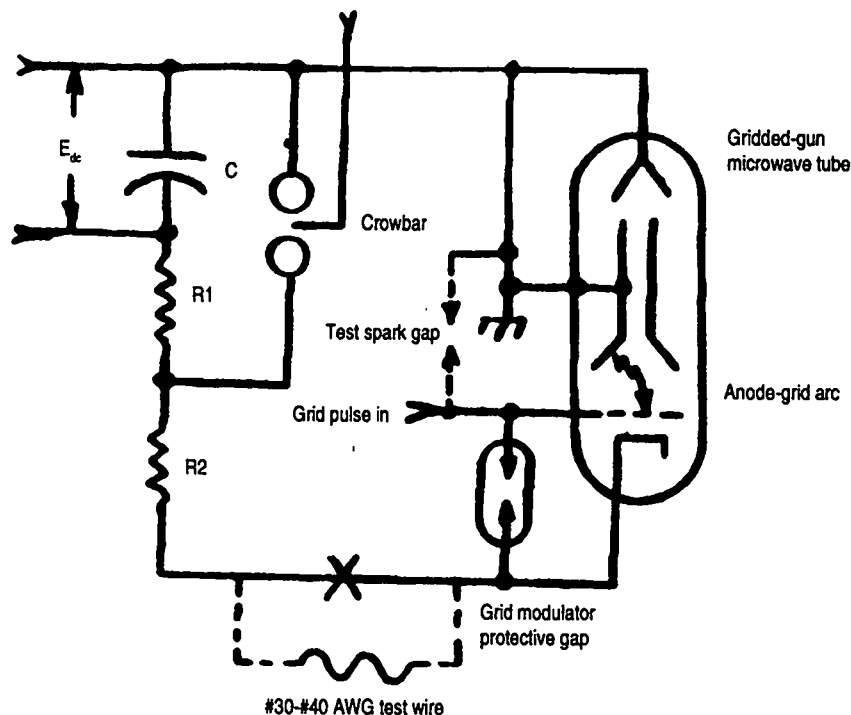 Gridded-gun
microwave tube
E_dc
C
Crowbar
R1
Test spark gap
Anode-grid arc
Grid pulse in
R2
Grid modulator
protective gap
#30-#40 AWG test wire